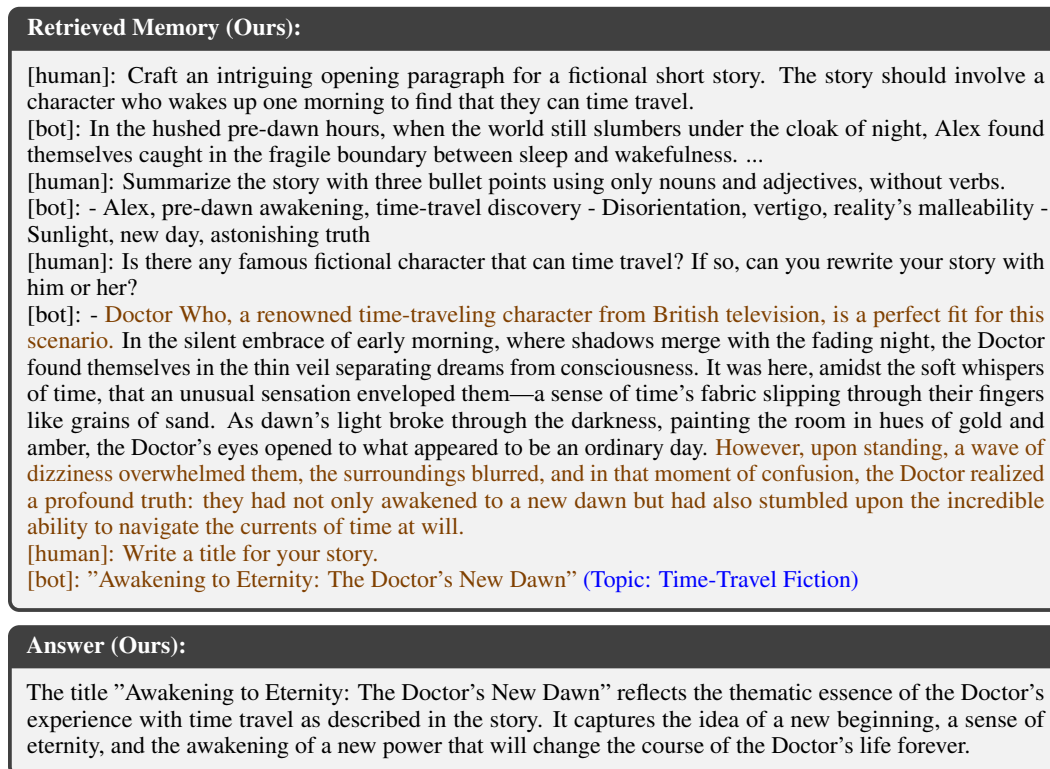 Retrieved Memory (Ours):
[human]: Craft an intriguing opening paragraph for a fictional short story. The story should involve a
character who wakes up one morning to find that they can time travel.
[bot]: In the hushed pre-dawn hours, when the world still slumbers under the cloak of night, Alex found
themselves caught in the fragile boundary between sleep and wakefulness. ...
[human]: Summarize the story with three bullet points using only nouns and adjectives, without verbs.
[bot]: - Alex, pre-dawn awakening, time-travel discovery - Disorientation, vertigo, reality's malleability -
Sunlight, new day, astonishing truth
[human]: Is there any famous fictional character that can time travel? If so, can you rewrite your story with
him or her?
[bot]: - Doctor Who, a renowned time-traveling character from British television, is a perfect fit for this
scenario. In the silent embrace of early morning, where shadows merge with the fading night, the Doctor
found themselves in the thin veil separating dreams from consciousness. It was here, amidst the soft whispers
of time, that an unusual sensation enveloped them—a sense of time's fabric slipping through their fingers
like grains of sand. As dawn's light broke through the darkness, painting the room in hues of gold and
amber, the Doctor's eyes opened to what appeared to be an ordinary day. However, upon standing, a wave of
dizziness overwhelmed them, the surroundings blurred, and in that moment of confusion, the Doctor realized
a profound truth: they had not only awakened to a new dawn but had also stumbled upon the incredible
ability to navigate the currents of time at will.
[human]: Write a title for your story.
[bot]: ”Awakening to Eternity: The Doctor's New Dawn” (Topic: Time-Travel Fiction)
Answer (Ours):
The title ”Awakening to Eternity: The Doctor's New Dawn” reflects the thematic essence of the Doctor's
experience with time travel as described in the story. It captures the idea of a new beginning, a sense of
eternity, and the awakening of a new power that will change the course of the Doctor's life forever.